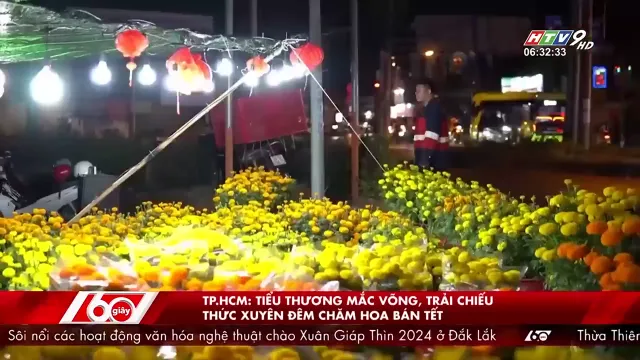 HTV9 HD
06:32:33
60 giây
TP.HCM: TIỂU THƯƠNG MẮC VÕNG, TRẢI CHIẾU
THỨC XUYÊN ĐÊM CHĂM HOA BÁN TẾT
Sôi nổi các hoạt động văn hóa nghệ thuật chào Xuân Giáp Thìn 2024 ở Đắk Lắk 60 Thừa Thiên